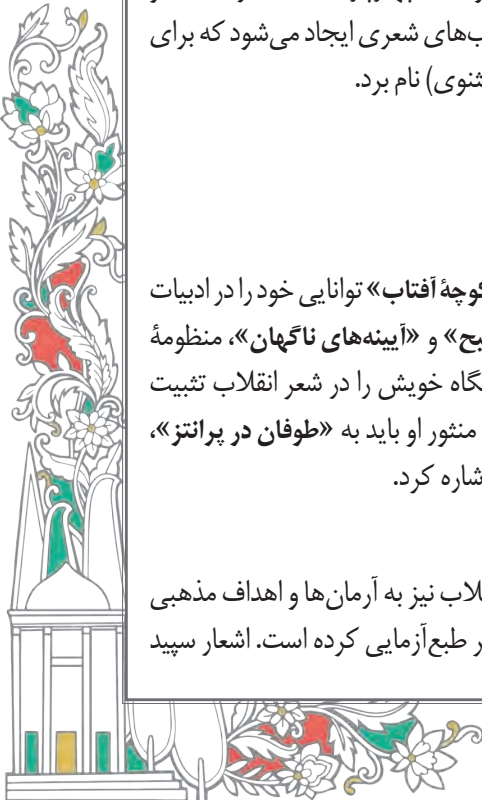 ب‌های شعری ایجاد می‌شود که برای
ثنوی) نام برد.
کوچهٔ آفتاب» توانایی خود را در ادبیات
بح» و «آیینه‌های ناگهان»، منظومهٔ
گاه خویش را در شعر انقلاب تثبیت
منثور او باید به «طوفان در پرانتز»،
شاره کرد.
لاب نیز به آرمان‌ها و اهداف مذهبی
ر طبع‌آزمایی کرده است. اشعار سپید